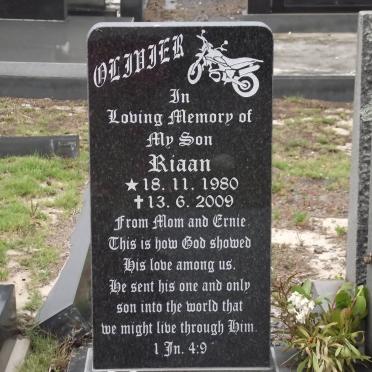 OLIVIER
In
Loving Memory of
My Son
Riaan
★ 18. 11. 1980
✝ 13. 6. 2009
From Mom and Ernie.
This is how God showed
His love among us.
He sent his one and only
son into the world that
we might live through Him.
1 Jn. 4:9